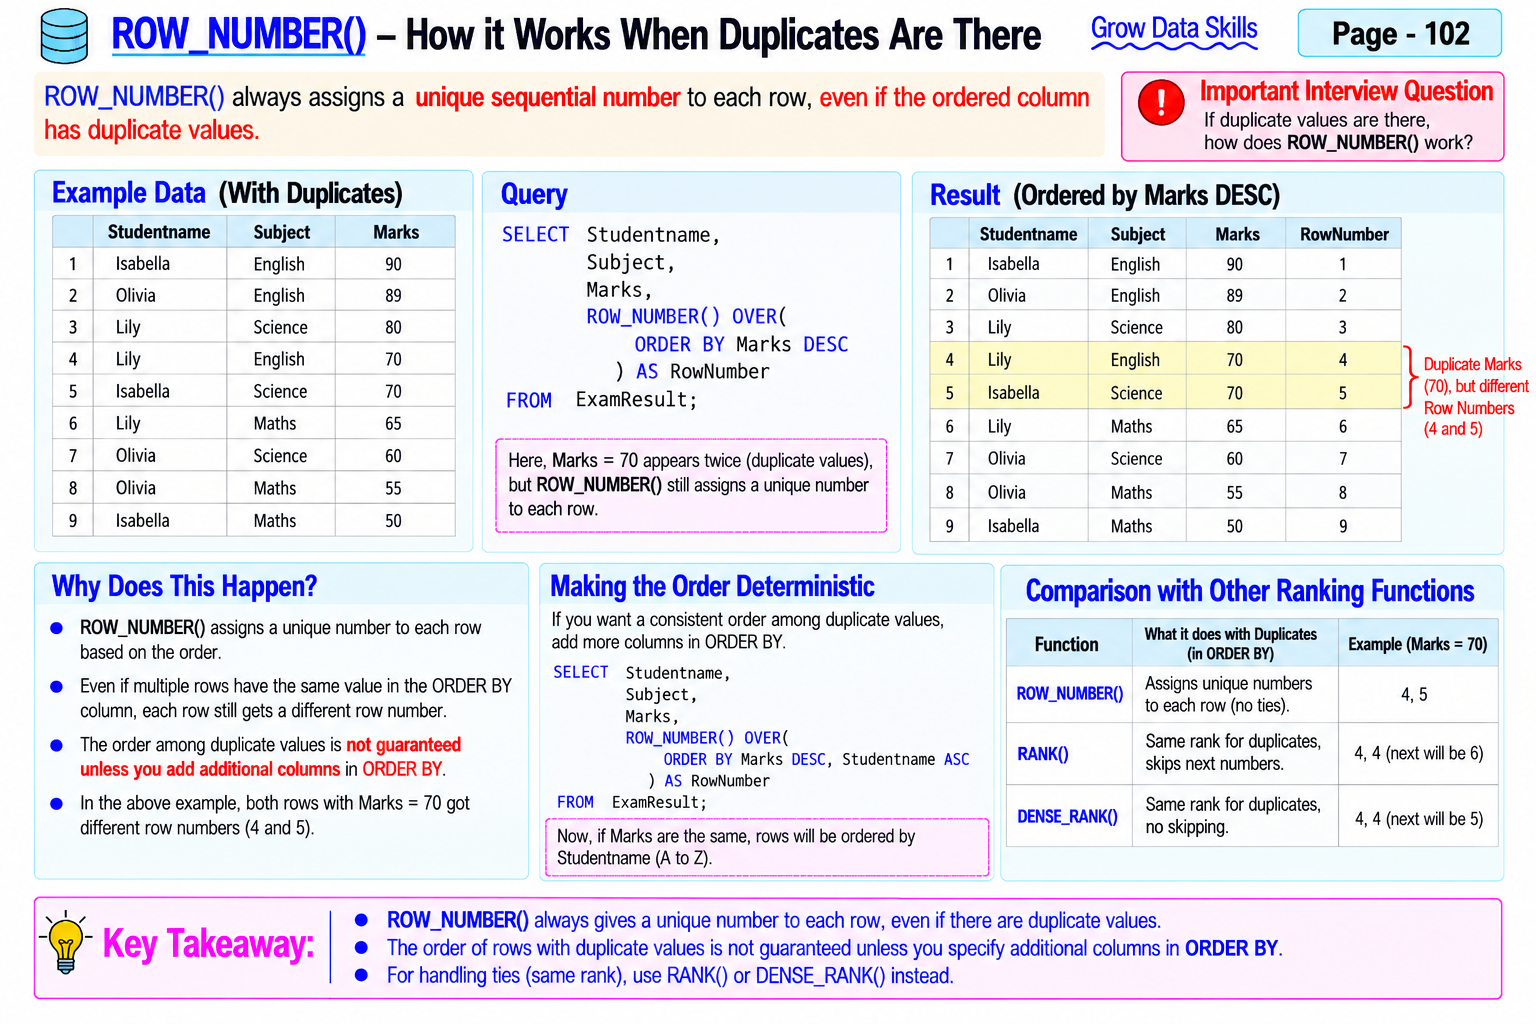 ROW_NUMBER() – How it Works When Duplicates Are There
Grow Data Skills
Page - 102
ROW_NUMBER() always assigns a unique sequential number to each row, even if the ordered column
has duplicate values.
!
Important Interview Question
If duplicate values are there,
how does ROW_NUMBER() work?
Example Data (With Duplicates)
Studentname Subject Marks
1 Isabella English 90
2 Olivia English 89
3 Lily Science 80
4 Lily English 70
5 Isabella Science 70
6 Lily Maths 65
7 Olivia Science 60
8 Olivia Maths 55
9 Isabella Maths 50
Query
SELECT Studentname,
Subject,
Marks,
ROW_NUMBER() OVER(
ORDER BY Marks DESC
) AS RowNumber
FROM ExamResult;
Here, Marks = 70 appears twice (duplicate values),
but ROW_NUMBER() still assigns a unique number
to each row.
Result (Ordered by Marks DESC)
Studentname Subject Marks RowNumber
1 Isabella English 90 1
2 Olivia English 89 2
3 Lily Science 80 3
4 Lily English 70 4
5 Isabella Science 70 5
6 Lily Maths 65 6
7 Olivia Science 60 7
8 Olivia Maths 55 8
9 Isabella Maths 50 9
Duplicate Marks
(70), but different
Row Numbers
(4 and 5)
Why Does This Happen?
● ROW_NUMBER() assigns a unique number to each row
based on the order.
● Even if multiple rows have the same value in the ORDER BY
column, each row still gets a different row number.
● The order among duplicate values is not guaranteed
unless you add additional columns in ORDER BY.
● In the above example, both rows with Marks = 70 got
different row numbers (4 and 5).
Making the Order Deterministic
If you want a consistent order among duplicate values,
add more columns in ORDER BY.
SELECT Studentname,
Subject,
Marks,
ROW_NUMBER() OVER(
ORDER BY Marks DESC, Studentname ASC
) AS RowNumber
FROM ExamResult;
Now, if Marks are the same, rows will be ordered by
Studentname (A to Z).
Comparison with Other Ranking Functions
Function What it does with Duplicates Example (Marks = 70)
(in ORDER BY)
ROW_NUMBER() Assigns unique numbers 4, 5
to each row (no ties).
RANK() Same rank for duplicates, 4, 4 (next will be 6)
skips next numbers.
DENSE_RANK() Same rank for duplicates, 4, 4 (next will be 5)
no skipping.
Key Takeaway:
● ROW_NUMBER() always gives a unique number to each row, even if there are duplicate values.
● The order of rows with duplicate values is not guaranteed unless you specify additional columns in ORDER BY.
● For handling ties (same rank), use RANK() or DENSE_RANK() instead.